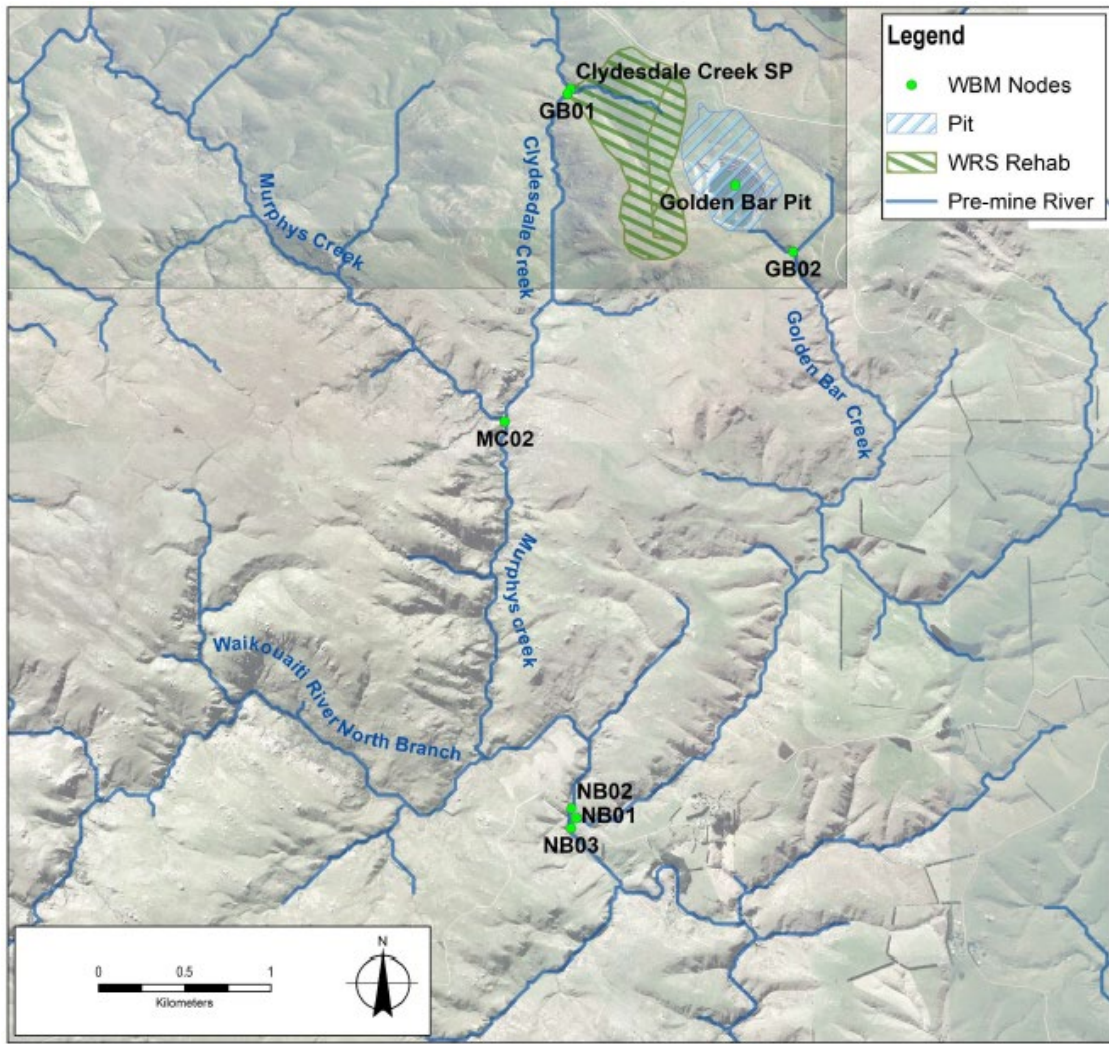 Legend
WBM Nodes
Pit
WRS Rehab
Pre-mine River
Clydesdale Creek SP
GB01
Clydesdale Creek
Murphys Creek
Golden Bar Pit
GB02
Golden Bar Creek
MC02
Murphys creek
Waikouaiti River North Branch
NB02
NB01
NB03
0 0.5 1
Kilometers
N